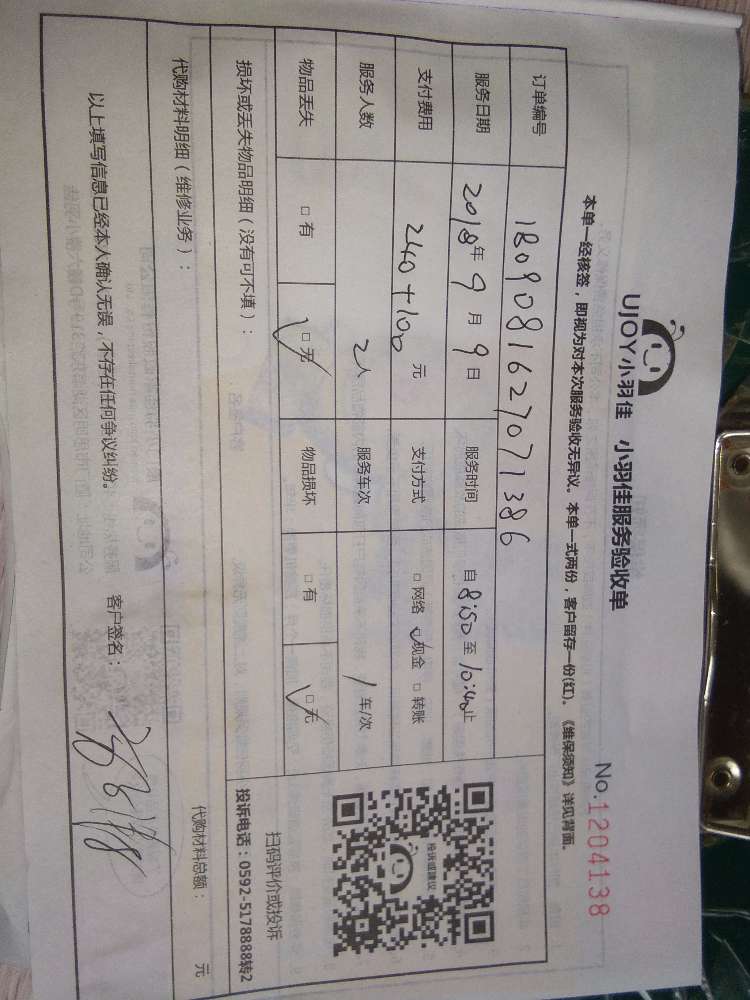 UJOY小羽佳 小羽佳服务验收单
No.1204138
本单一经核签，即视为对本次服务验收无异议。本单一式两份，客户留存一份(红)。《维保须知》详见背面。
订单编号 1809081627071386
服务日期 2018年9月9日 服务时间 自8:50至10:40止
支付费用 240+100元 支付方式 □网络 ☑现金 □转账
服务人数 2人 服务车次 1车/次
物品丢失 □有 ☑无 物品损坏 □有 ☑无
投诉或建议
扫码评价或投诉
投诉电话：0592-5178888转2
损坏或丢失物品明细（没有可不填）：
代购材料明细（维修业务）：
代购材料总额： 元
以上填写信息已经本人确认无误，不存在任何争议纠纷。 客户签名：